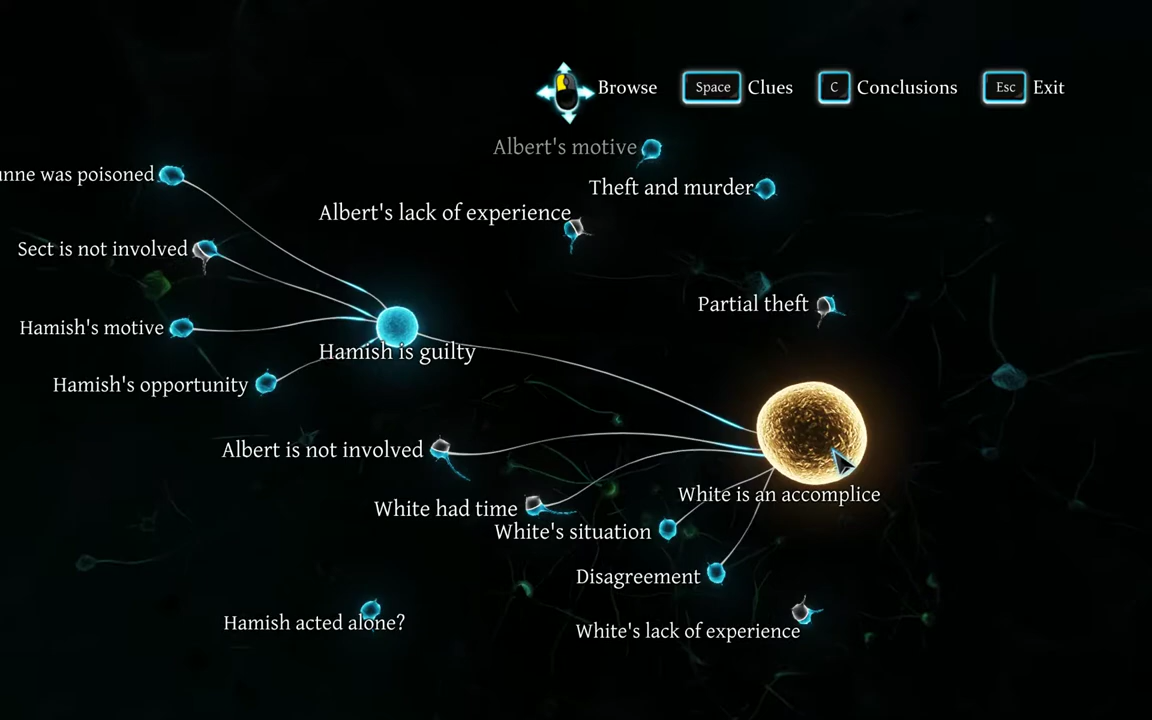 Browse Space Clues C Conclusions Esc Exit
Albert's motive
was poisoned
Theft and murder
Albert's lack of experience
Sect is not involved
Partial theft
Hamish's motive
Hamish is guilty
Hamish's opportunity
Albert is not involved
White is an accomplice
White had time
White's situation
Disagreement
Hamish acted alone?
White's lack of experience